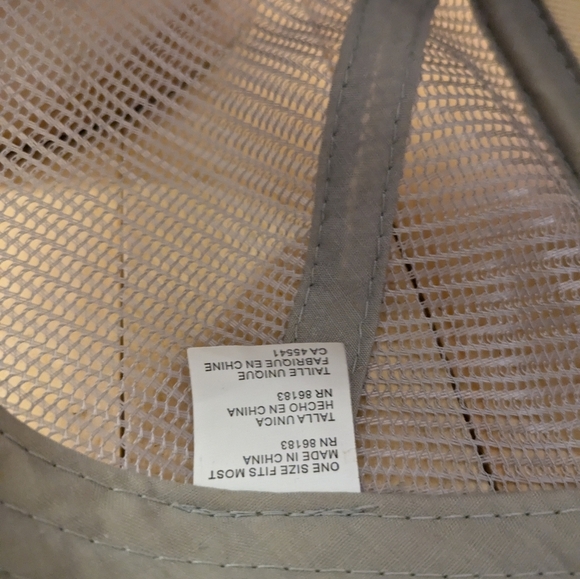 ONE SIZE FITS MOST
MADE IN CHINA
RN 86183
TALLA UNICA
HECHO EN CHINA
NR 86183
TAILLE UNIQUE
FABRIQUE EN CHINE
CA 45541